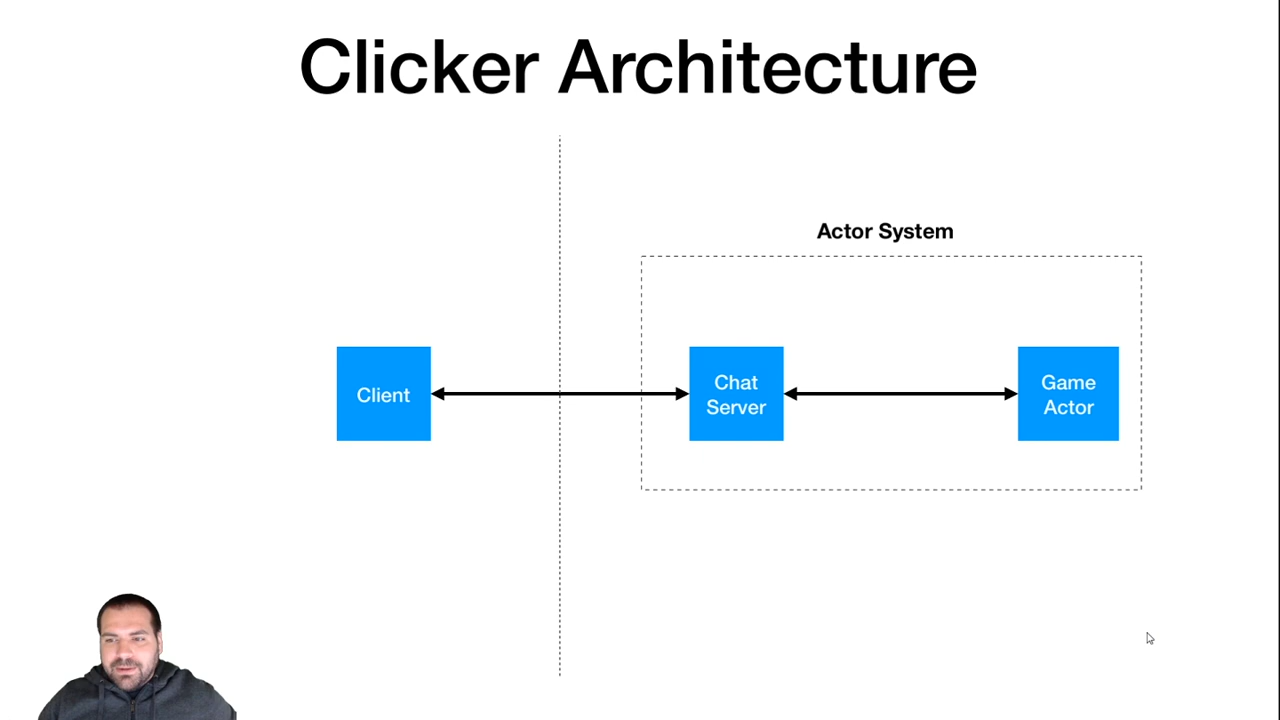 Clicker Architecture
Actor System
Client
Chat
Server
Game
Actor